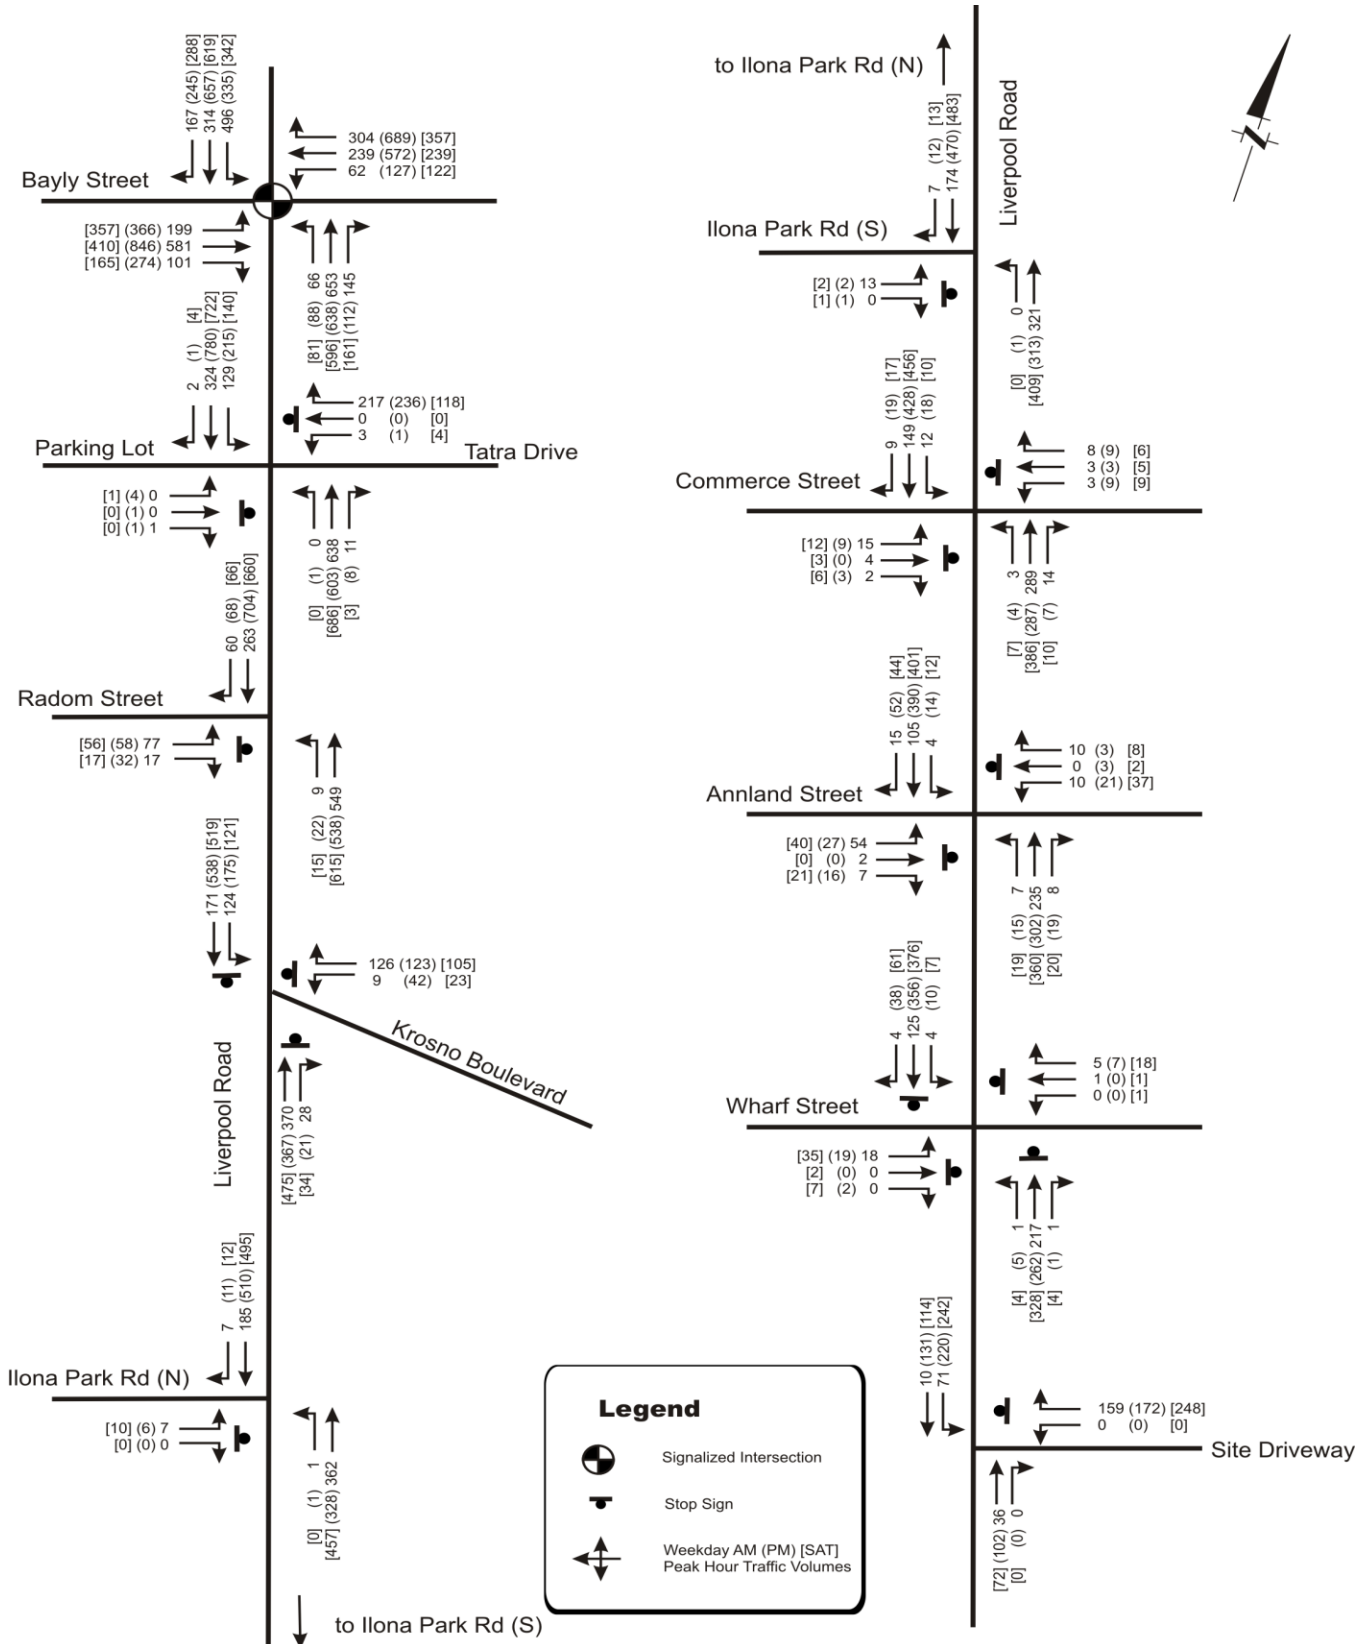 167 (245) [288]
314 (657) [619]
496 (335) [342]
304 (689) [357]
239 (572) [239]
62 (127) [122]
Bayly Street
[357] (366) 199
[410] (846) 581
[165] (274) 101
[81] (88) 66
[596] (638) 653
[161] (112) 145
2 (1) [4]
324 (780) [722]
129 (215) [140]
217 (236) [118]
0 (0) [0]
3 (1) [4]
Parking Lot
Tatra Drive
[1] (4) 0
[0] (1) 0
[0] (1) 1
[0] (1) 0
[686] (603) 638
[3] (8) 11
60 (68) [66]
263 (704) [660]
Radom Street
[56] (58) 77
[17] (32) 17
[15] (22) 9
[615] (538) 549
171 (538) [519]
124 (175) [121]
126 (123) [105]
9 (42) [23]
Krosno Boulevard
Liverpool Road
[475] (367) 370
[34] (21) 28
7 (11) [12]
185 (510) [495]
Ilona Park Rd (N)
[10] (6) 7
[0] (0) 0
[0] (1) 1
[457] (328) 362
to Ilona Park Rd (S)
to Ilona Park Rd (N)
Liverpool Road
N
7 (12) [13]
174 (470) [483]
Ilona Park Rd (S)
[2] (2) 13
[1] (1) 0
[0] (1) 0
[409] (313) 321
9 (19) [17]
149 (428) [456]
12 (18) [10]
8 (9) [6]
3 (3) [5]
3 (9) [9]
Commerce Street
[12] (9) 15
[3] (0) 4
[6] (3) 2
[7] (4) 3
[386] (287) 289
[10] (7) 14
15 (52) [44]
105 (390) [401]
4 (14) [12]
10 (3) [8]
0 (3) [2]
10 (21) [37]
Annland Street
[40] (27) 54
[0] (0) 2
[21] (16) 7
[19] (15) 7
[360] (302) 235
[20] (19) 8
4 (38) [61]
125 (356) [376]
4 (10) [7]
5 (7) [18]
1 (0) [1]
0 (0) [1]
Wharf Street
[35] (19) 18
[2] (0) 0
[7] (2) 0
[4] (5) 1
[328] (262) 217
[4] (1) 1
10 (131) [114]
71 (220) [242]
159 (172) [248]
0 (0) [0]
Site Driveway
[72] (102) 36
[0] (0) 0
Legend
Signalized Intersection
Stop Sign
Weekday AM (PM) [SAT]
Peak Hour Traffic Volumes